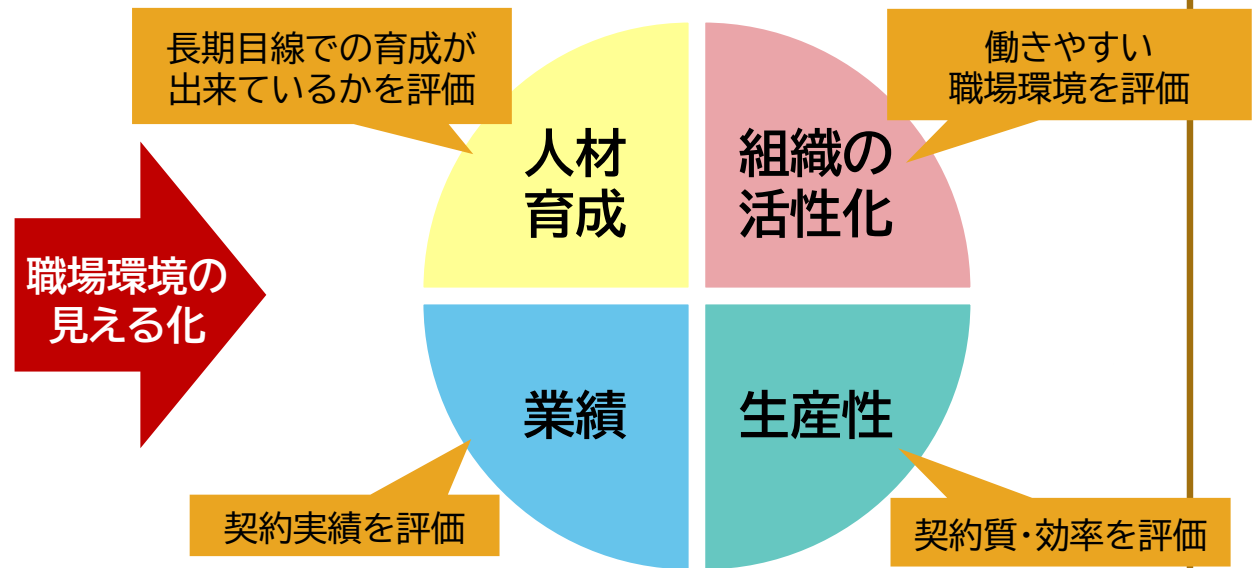 長期目線での育成が
出来ているかを評価
働きやすい
職場環境を評価
人材
育成
組織の
活性化
職場環境の
見える化
業績
生産性
契約実績を評価
契約質・効率を評価